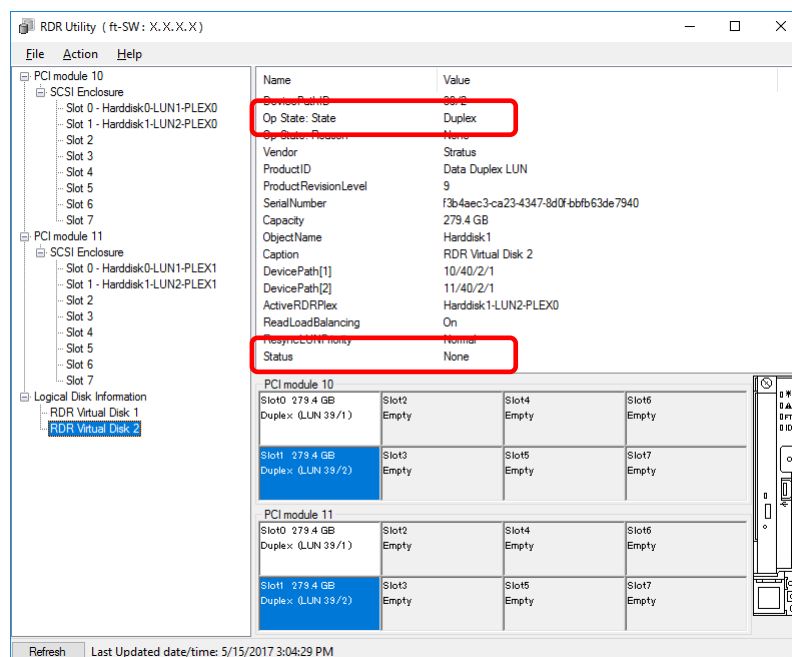 RDR Utility ( ft-SW : X.X.X.X )
File Action Help
PCI module 10
SCSI Enclosure
Slot 0 - Harddisk0-LUN1-PLEX0
Slot 1 - Harddisk1-LUN2-PLEX0
Slot 2
Slot 3
Slot 4
Slot 5
Slot 6
Slot 7
PCI module 11
SCSI Enclosure
Slot 0 - Harddisk0-LUN1-PLEX1
Slot 1 - Harddisk1-LUN2-PLEX1
Slot 2
Slot 3
Slot 4
Slot 5
Slot 6
Slot 7
Logical Disk Information
RDR Virtual Disk 1
RDR Virtual Disk 2
Name Value
DevicePathID 39/2
Op State: State Duplex
Op State: Reason None
Vendor Stratus
ProductID Data Duplex LUN
ProductRevisionLevel 9
SerialNumber f3b4aec3-ca23-4347-8d0f-bbfb63de7940
Capacity 279.4 GB
ObjectName Harddisk1
Caption RDR Virtual Disk 2
DevicePath[1] 10/40/2/1
DevicePath[2] 11/40/2/1
ActiveRDRPlex Harddisk1-LUN2-PLEX0
ReadLoadBalancing On
ResyncLUNPriority Normal
Status None
PCI module 10
Slot0 279.4 GB Slot2 Slot4 Slot6
Duplex (LUN 39/1) Empty Empty Empty
Slot1 279.4 GB Slot3 Slot5 Slot7
Duplex (LUN 39/2) Empty Empty Empty
PCI module 11
Slot0 279.4 GB Slot2 Slot4 Slot6
Duplex (LUN 39/1) Empty Empty Empty
Slot1 279.4 GB Slot3 Slot5 Slot7
Duplex (LUN 39/2) Empty Empty Empty
Refresh Last Updated date/time: 5/15/2017 3:04:29 PM